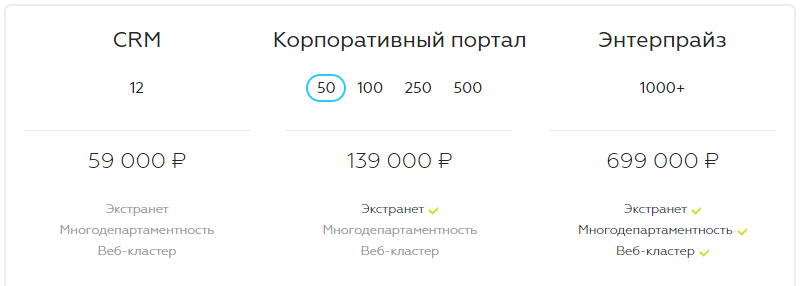 CRM
Корпоративный портал
Энтерпрайз
12
50 100 250 500
1000+
59 000 ₽
139 000 ₽
699 000 ₽
Экстранет
Многодепартаментность
Веб-кластер
Экстранет
Многодепартаментность
Веб-кластер
Экстранет
Многодепартаментность
Веб-кластер